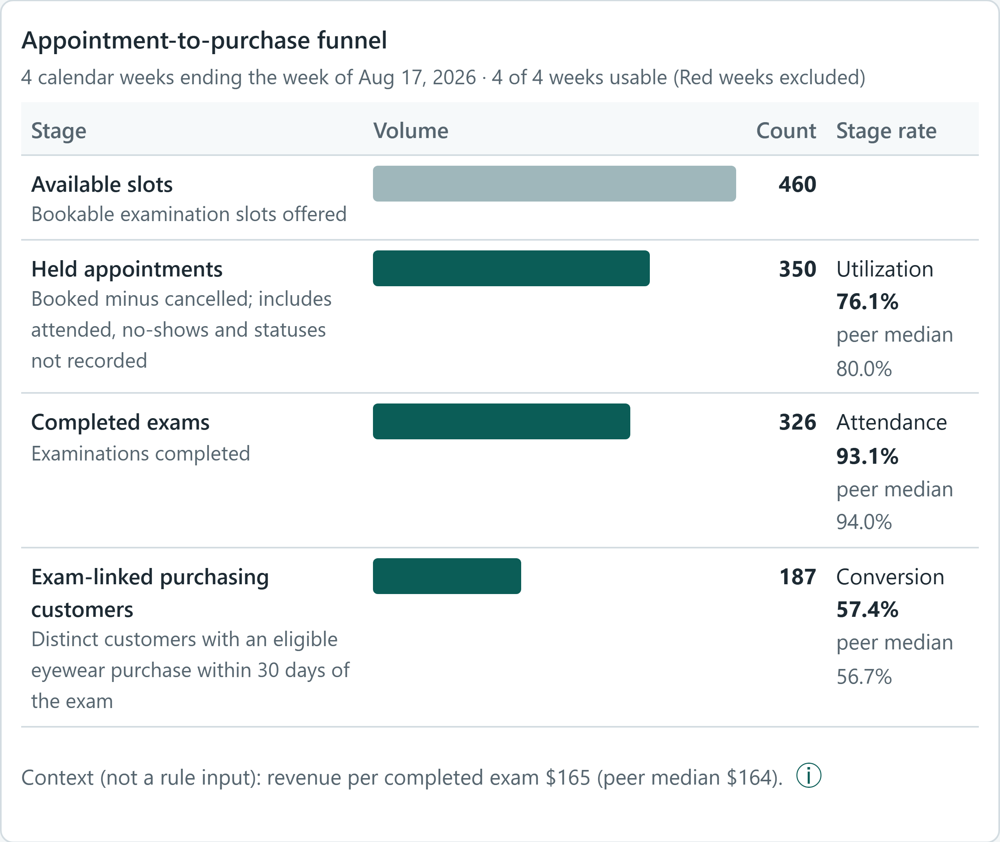 Appointment-to-purchase funnel
4 calendar weeks ending the week of Aug 17, 2026 · 4 of 4 weeks usable (Red weeks excluded)
Stage Volume Count Stage rate
Available slots 460
Bookable examination slots offered
Held appointments 350 Utilization
Booked minus cancelled; includes 76.1%
attended, no-shows and statuses peer median
not recorded 80.0%
Completed exams 326 Attendance
Examinations completed 93.1%
peer median
94.0%
Exam-linked purchasing 187 Conversion
customers 57.4%
Distinct customers with an eligible peer median
eyewear purchase within 30 days of 56.7%
the exam
Context (not a rule input): revenue per completed exam $165 (peer median $164). i